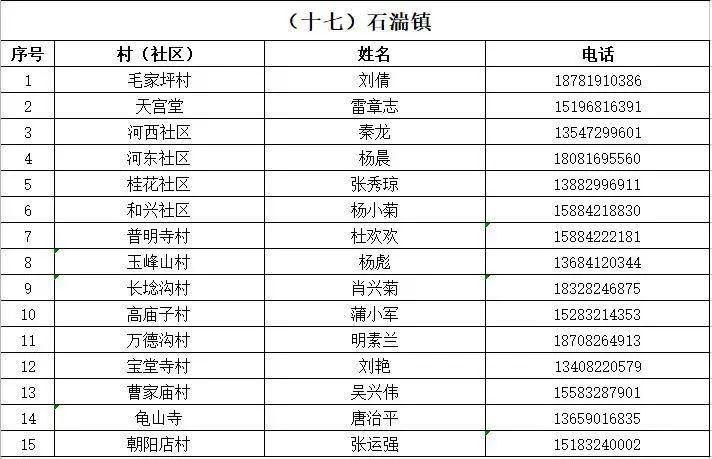 （十七）石湍镇
序号 村（社区） 姓名 电话
1 毛家坪村 刘倩 18781910386
2 天宫堂 雷章志 15196816391
3 河西社区 秦龙 13547299601
4 河东社区 杨晨 18081695560
5 桂花社区 张秀琼 13882996911
6 和兴社区 杨小菊 15884218830
7 普明寺村 杜欢欢 15884222181
8 玉峰山村 杨彪 13684120344
9 长埝沟村 肖兴菊 18328246875
10 高庙子村 蒲小军 15283214353
11 万德沟村 明素兰 18708264913
12 宝堂寺村 刘艳 13408220579
13 曹家庙村 吴兴伟 15583287901
14 龟山寺 唐治平 13659016835
15 朝阳店村 张运强 15183240002